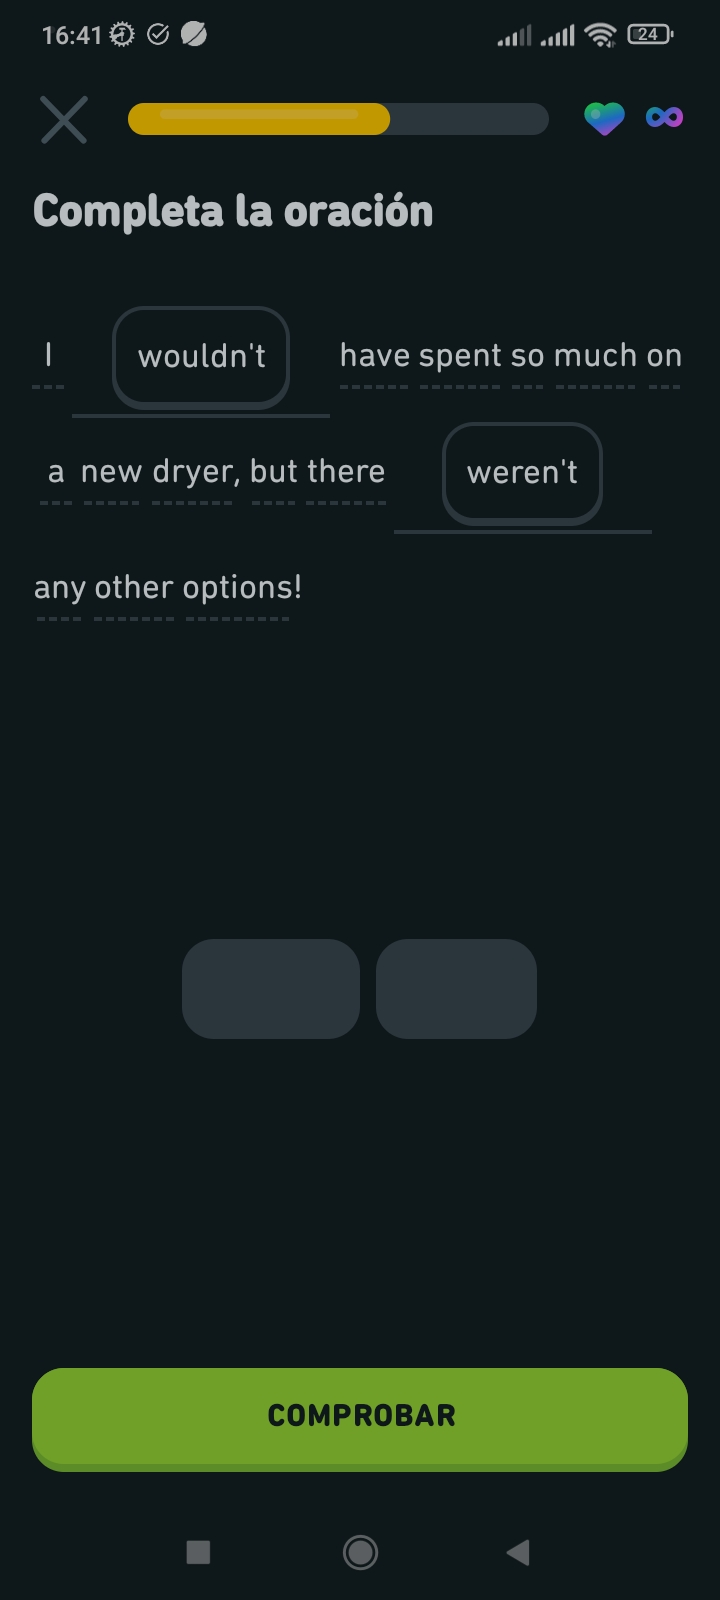 16:41
24
Completa la oración
I wouldn't have spent so much on
a new dryer, but there weren't
any other options!
COMPROBAR